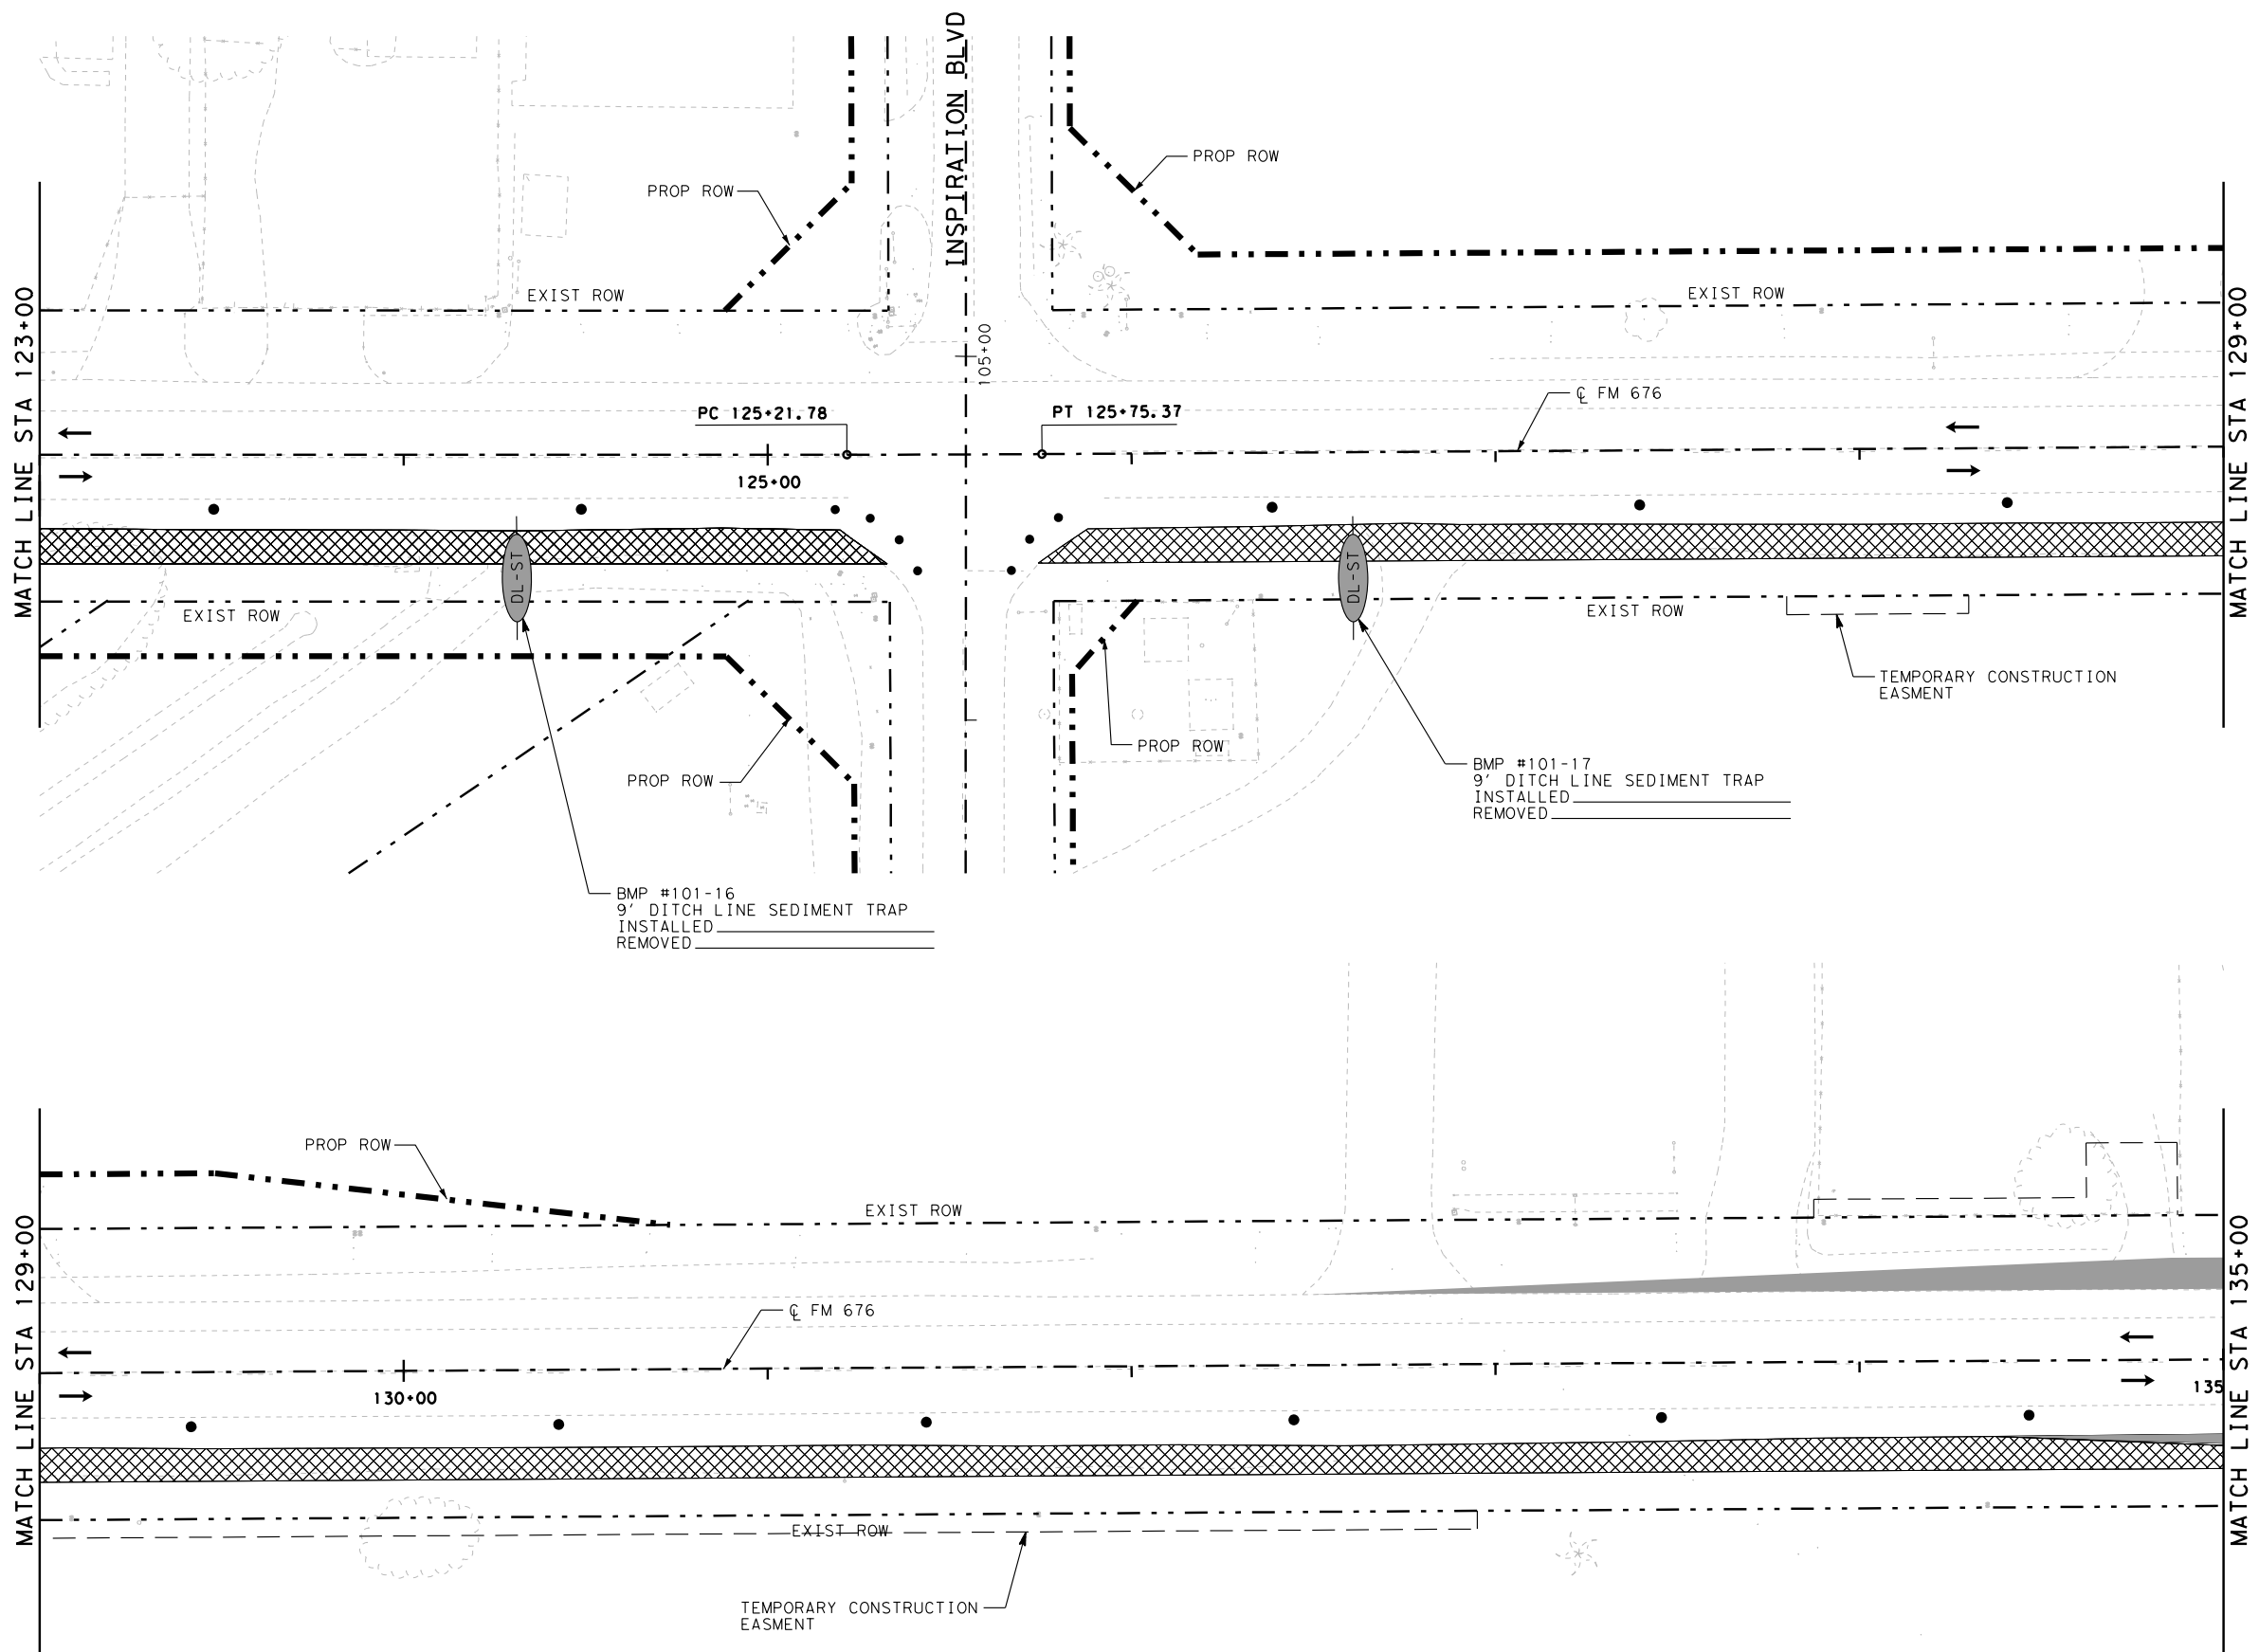 INSPIRATION BLVD
PROP ROW
PROP ROW
EXIST ROW
EXIST ROW
MATCH LINE STA 123+00
MATCH LINE STA 129+00
105+00
℄ FM 676
PC 125+21.78
PT 125+75.37
125+00
DL-ST
DL-ST
EXIST ROW
EXIST ROW
TEMPORARY CONSTRUCTION
EASMENT
PROP ROW
PROP ROW
BMP #101-17
9' DITCH LINE SEDIMENT TRAP
INSTALLED
REMOVED
BMP #101-16
9' DITCH LINE SEDIMENT TRAP
INSTALLED
REMOVED
PROP ROW
EXIST ROW
MATCH LINE STA 129+00
MATCH LINE STA 135+00
℄ FM 676
130+00
135
EXIST ROW
TEMPORARY CONSTRUCTION
EASMENT